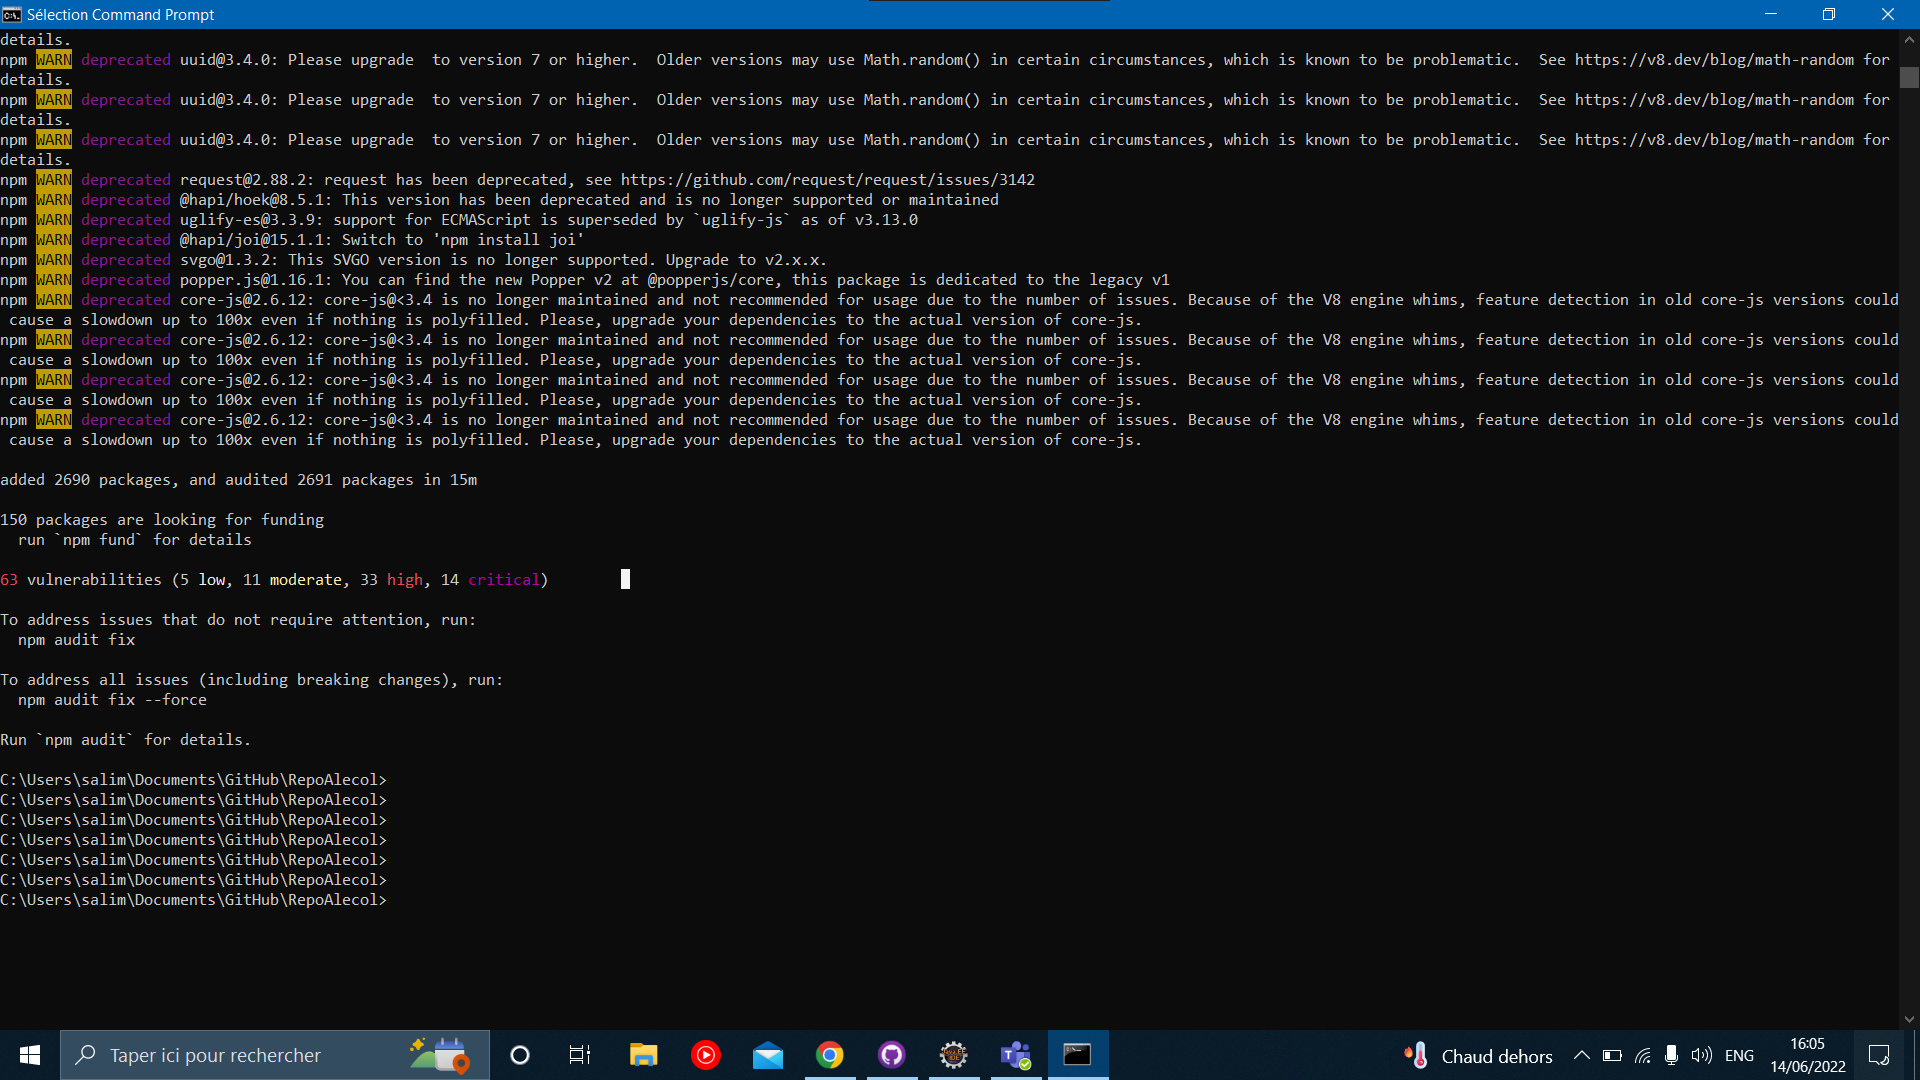 Sélection Command Prompt
details.
npm WARN deprecated uuid@3.4.0: Please upgrade  to version 7 or higher.  Older versions may use Math.random() in certain circumstances, which is known to be problematic.  See https://v8.dev/blog/math-random for
details.
npm WARN deprecated uuid@3.4.0: Please upgrade  to version 7 or higher.  Older versions may use Math.random() in certain circumstances, which is known to be problematic.  See https://v8.dev/blog/math-random for
details.
npm WARN deprecated uuid@3.4.0: Please upgrade  to version 7 or higher.  Older versions may use Math.random() in certain circumstances, which is known to be problematic.  See https://v8.dev/blog/math-random for
details.
npm WARN deprecated request@2.88.2: request has been deprecated, see https://github.com/request/request/issues/3142
npm WARN deprecated @hapi/hoek@8.5.1: This version has been deprecated and is no longer supported or maintained
npm WARN deprecated uglify-es@3.3.9: support for ECMAScript is superseded by `uglify-js` as of v3.13.0
npm WARN deprecated @hapi/joi@15.1.1: Switch to 'npm install joi'
npm WARN deprecated svgo@1.3.2: This SVGO version is no longer supported. Upgrade to v2.x.x.
npm WARN deprecated popper.js@1.16.1: You can find the new Popper v2 at @popperjs/core, this package is dedicated to the legacy v1
npm WARN deprecated core-js@2.6.12: core-js@<3.4 is no longer maintained and not recommended for usage due to the number of issues. Because of the V8 engine whims, feature detection in old core-js versions could
cause a slowdown up to 100x even if nothing is polyfilled. Please, upgrade your dependencies to the actual version of core-js.
npm WARN deprecated core-js@2.6.12: core-js@<3.4 is no longer maintained and not recommended for usage due to the number of issues. Because of the V8 engine whims, feature detection in old core-js versions could
cause a slowdown up to 100x even if nothing is polyfilled. Please, upgrade your dependencies to the actual version of core-js.
npm WARN deprecated core-js@2.6.12: core-js@<3.4 is no longer maintained and not recommended for usage due to the number of issues. Because of the V8 engine whims, feature detection in old core-js versions could
cause a slowdown up to 100x even if nothing is polyfilled. Please, upgrade your dependencies to the actual version of core-js.
npm WARN deprecated core-js@2.6.12: core-js@<3.4 is no longer maintained and not recommended for usage due to the number of issues. Because of the V8 engine whims, feature detection in old core-js versions could
cause a slowdown up to 100x even if nothing is polyfilled. Please, upgrade your dependencies to the actual version of core-js.
added 2690 packages, and audited 2691 packages in 15m
150 packages are looking for funding
run `npm fund` for details
63 vulnerabilities (5 low, 11 moderate, 33 high, 14 critical)
To address issues that do not require attention, run:
npm audit fix
To address all issues (including breaking changes), run:
npm audit fix --force
Run `npm audit` for details.
C:\Users\salim\Documents\GitHub\RepoAlecol>
C:\Users\salim\Documents\GitHub\RepoAlecol>
C:\Users\salim\Documents\GitHub\RepoAlecol>
C:\Users\salim\Documents\GitHub\RepoAlecol>
C:\Users\salim\Documents\GitHub\RepoAlecol>
C:\Users\salim\Documents\GitHub\RepoAlecol>
C:\Users\salim\Documents\GitHub\RepoAlecol>
Taper ici pour rechercher
Chaud dehors
ENG
16:05
14/06/2022